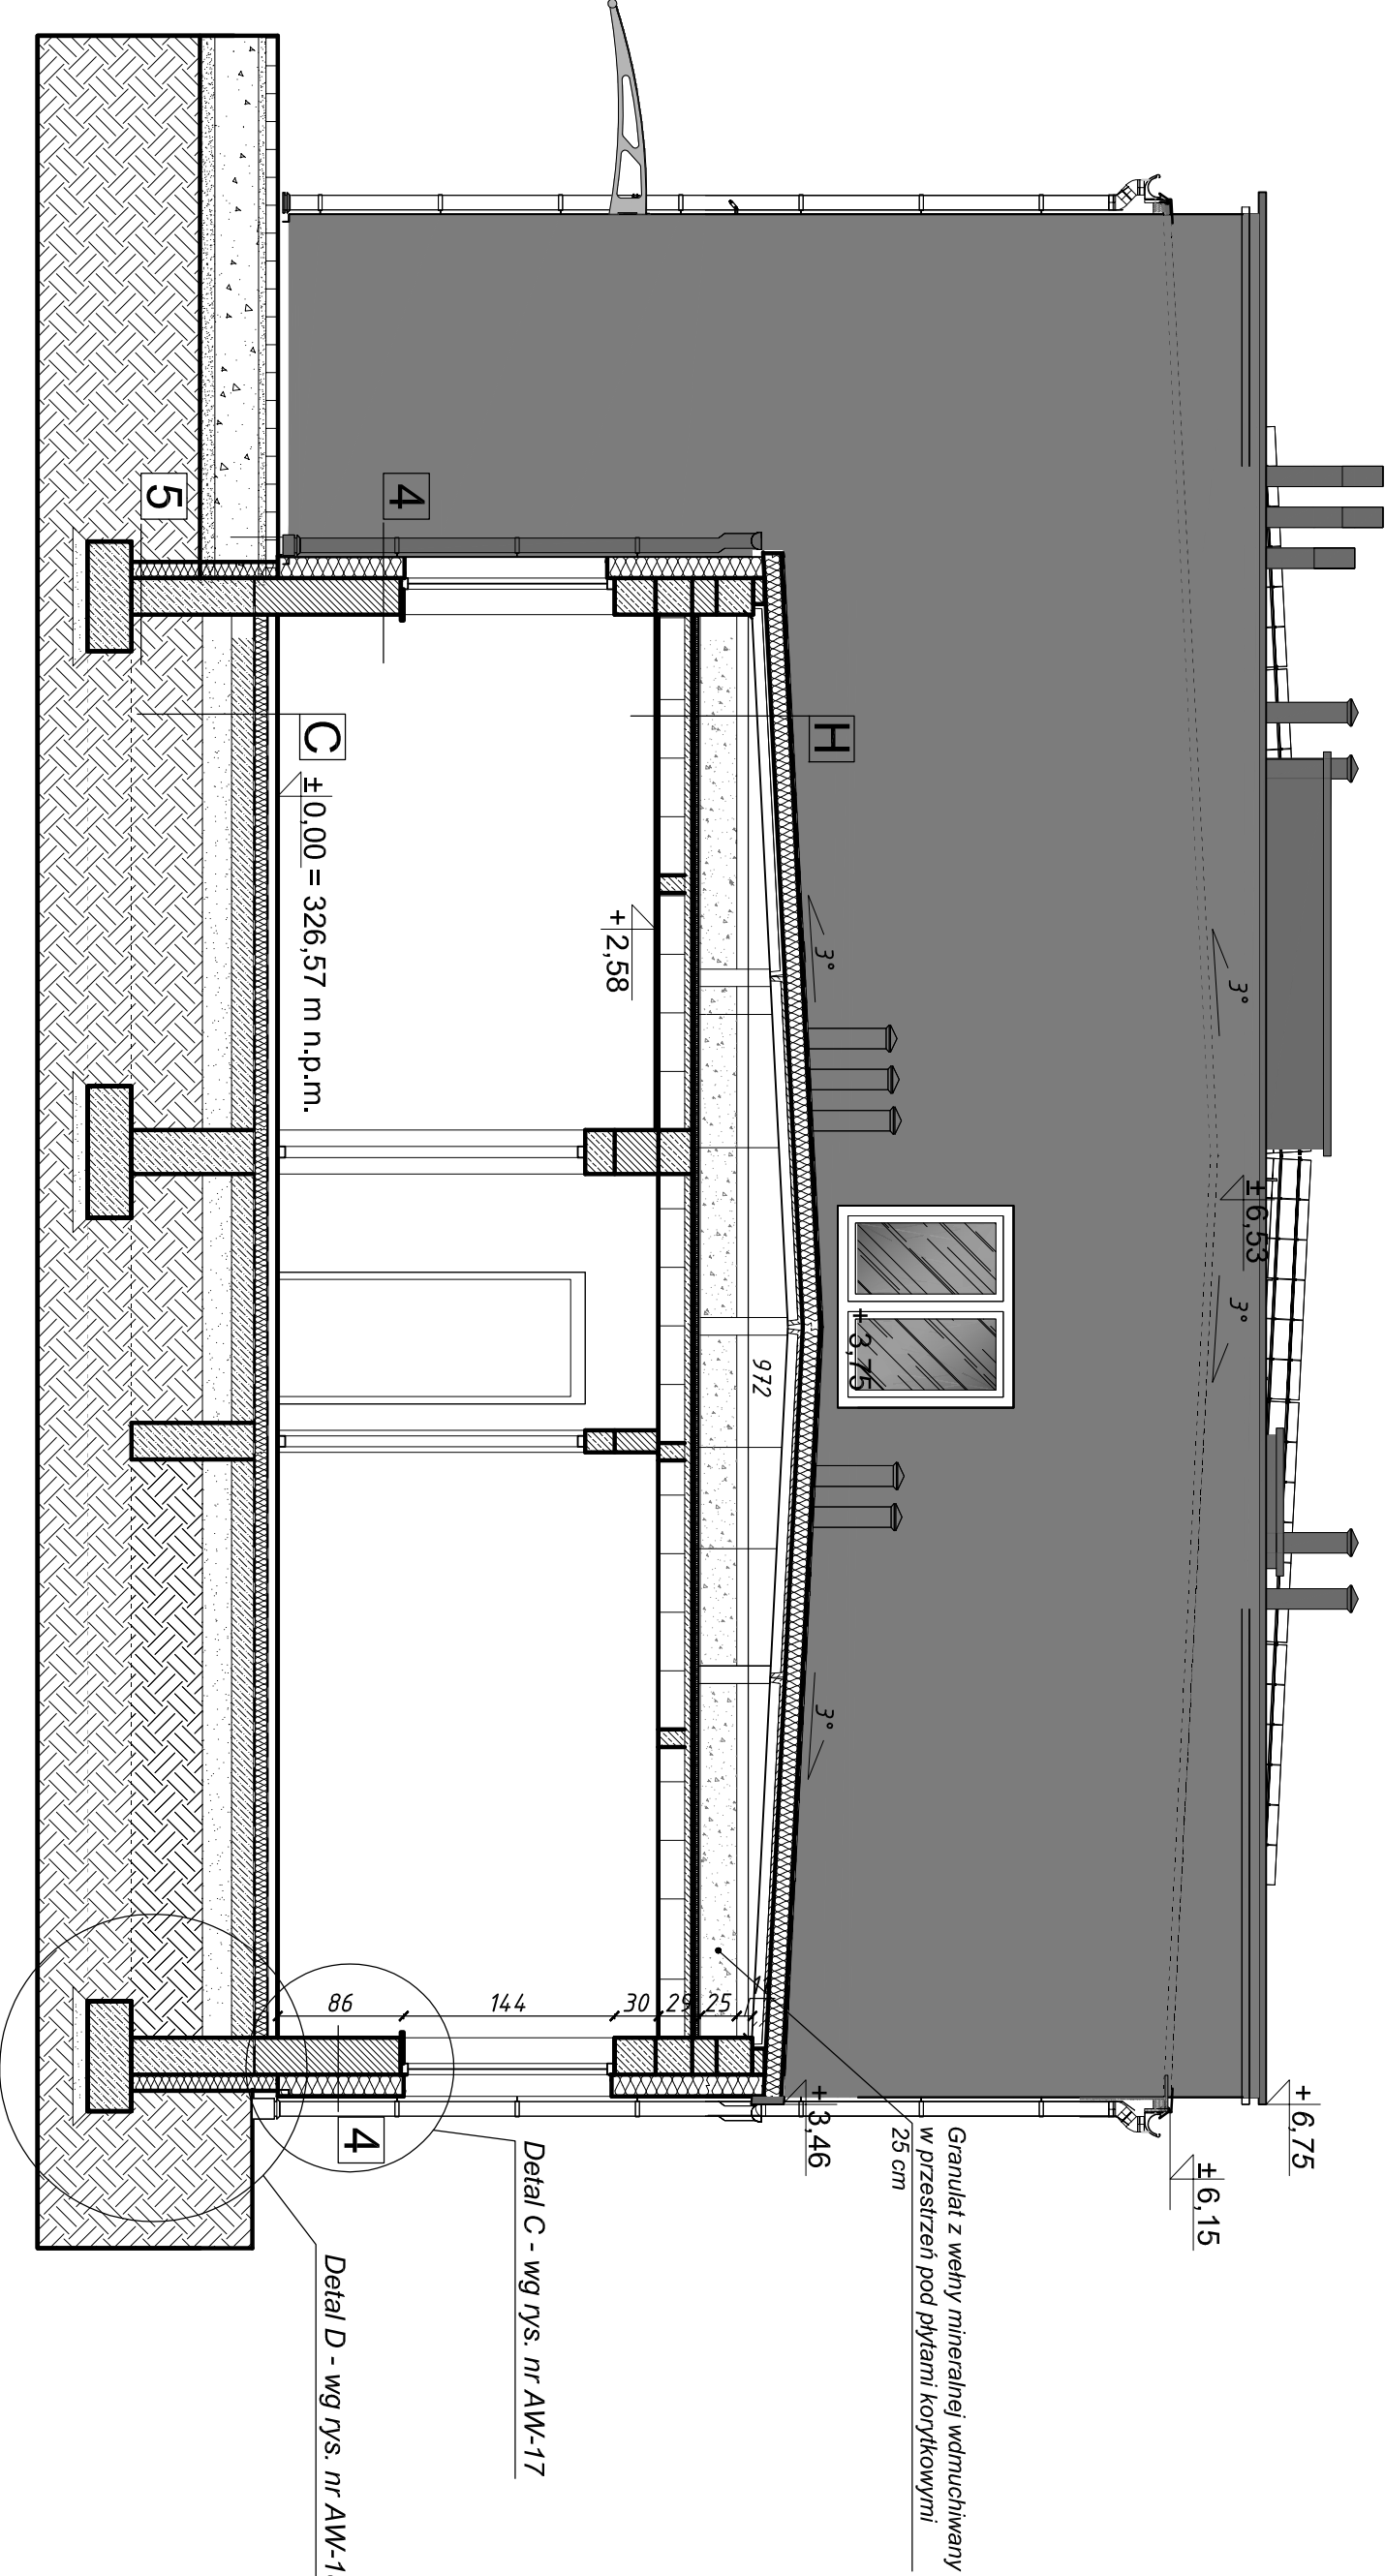 + 6,75
± 6,15
± 6,53
3°
3°
+ 3,75
3°
3°
+ 3,46
Granulat z wełny mineralnej wdmuchiwany
w przestrzeń pod płytami korytkowymi
25 cm
H
972
+ 2,58
86
144
30
29
25
4
4
C
± 0,00 = 326,57 m n.p.m.
5
Detal C - wg rys. nr AW-17
Detal D - wg rys. nr AW-1